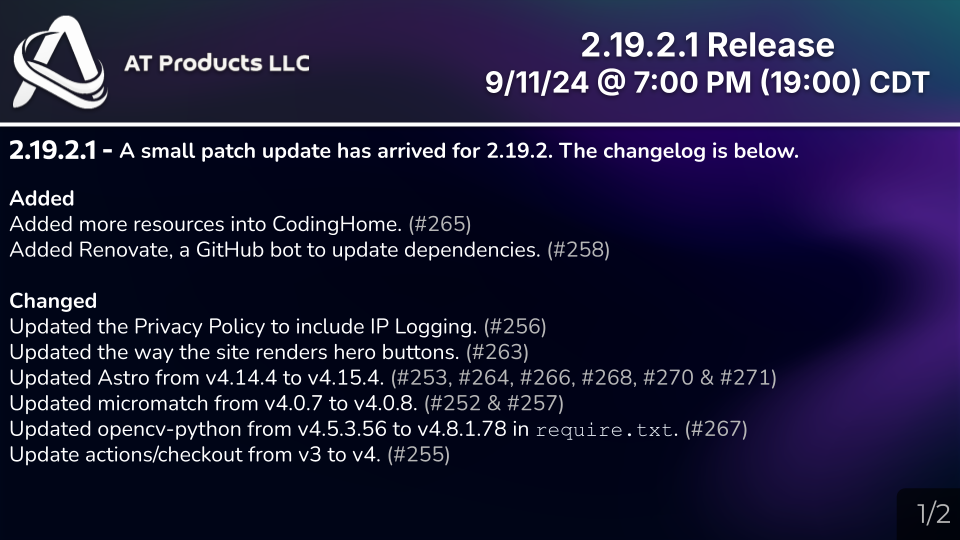 AT Products LLC
2.19.2.1 Release
9/11/24 @ 7:00 PM (19:00) CDT
2.19.2.1 - A small patch update has arrived for 2.19.2. The changelog is below.
Added
Added more resources into CodingHome. (#265)
Added Renovate, a GitHub bot to update dependencies. (#258)
Changed
Updated the Privacy Policy to include IP Logging. (#256)
Updated the way the site renders hero buttons. (#263)
Updated Astro from v4.14.4 to v4.15.4. (#253, #264, #266, #268, #270 & #271)
Updated micromatch from v4.0.7 to v4.0.8. (#252 & #257)
Updated opencv-python from v4.5.3.56 to v4.8.1.78 in require.txt. (#267)
Update actions/checkout from v3 to v4. (#255)
1/2